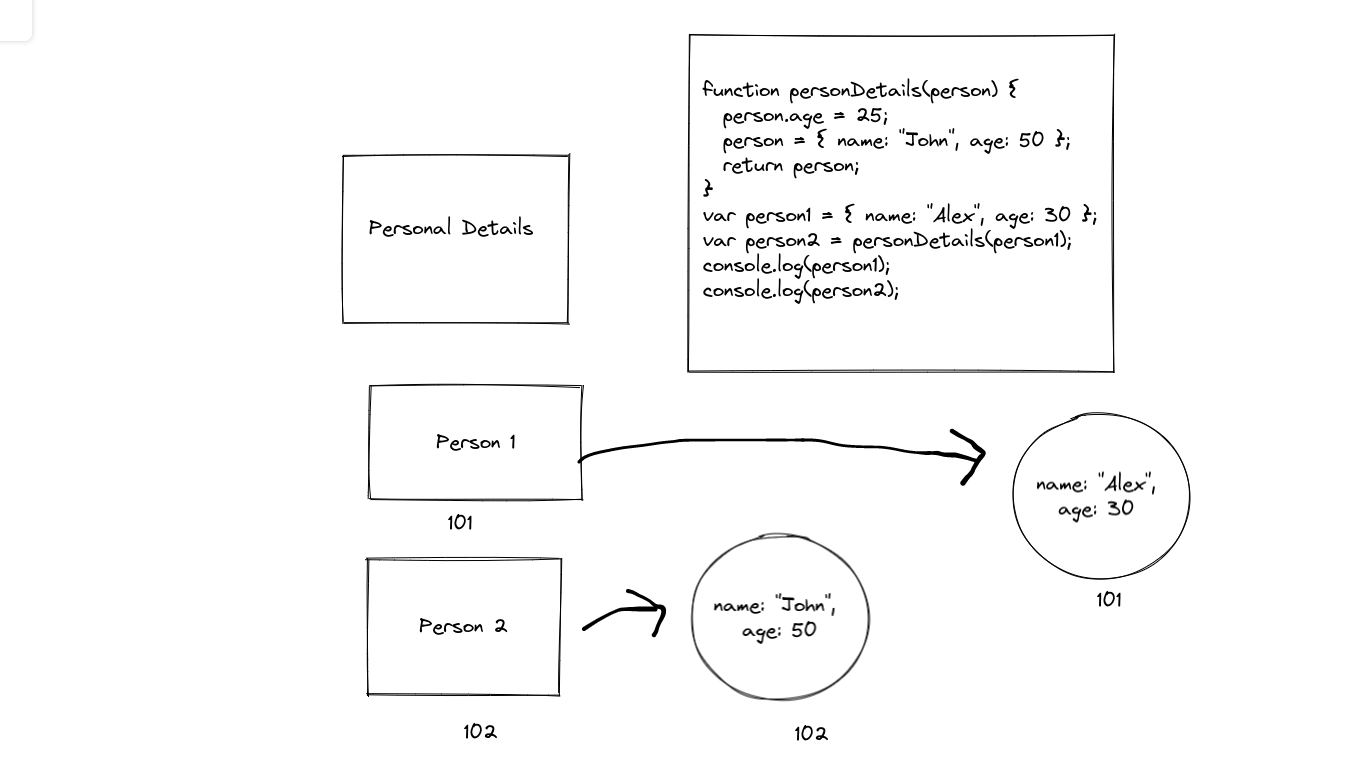 function personDetails(person) {
person.age = 25;
person = { name: "John", age: 50 };
return person;
}
var person1 = { name: "Alex", age: 30 };
var person2 = personDetails(person1);
console.log(person1);
console.log(person2);
Personal Details
Person 1
101
name: "Alex",
age: 30
101
Person 2
102
name: "John",
age: 50
102